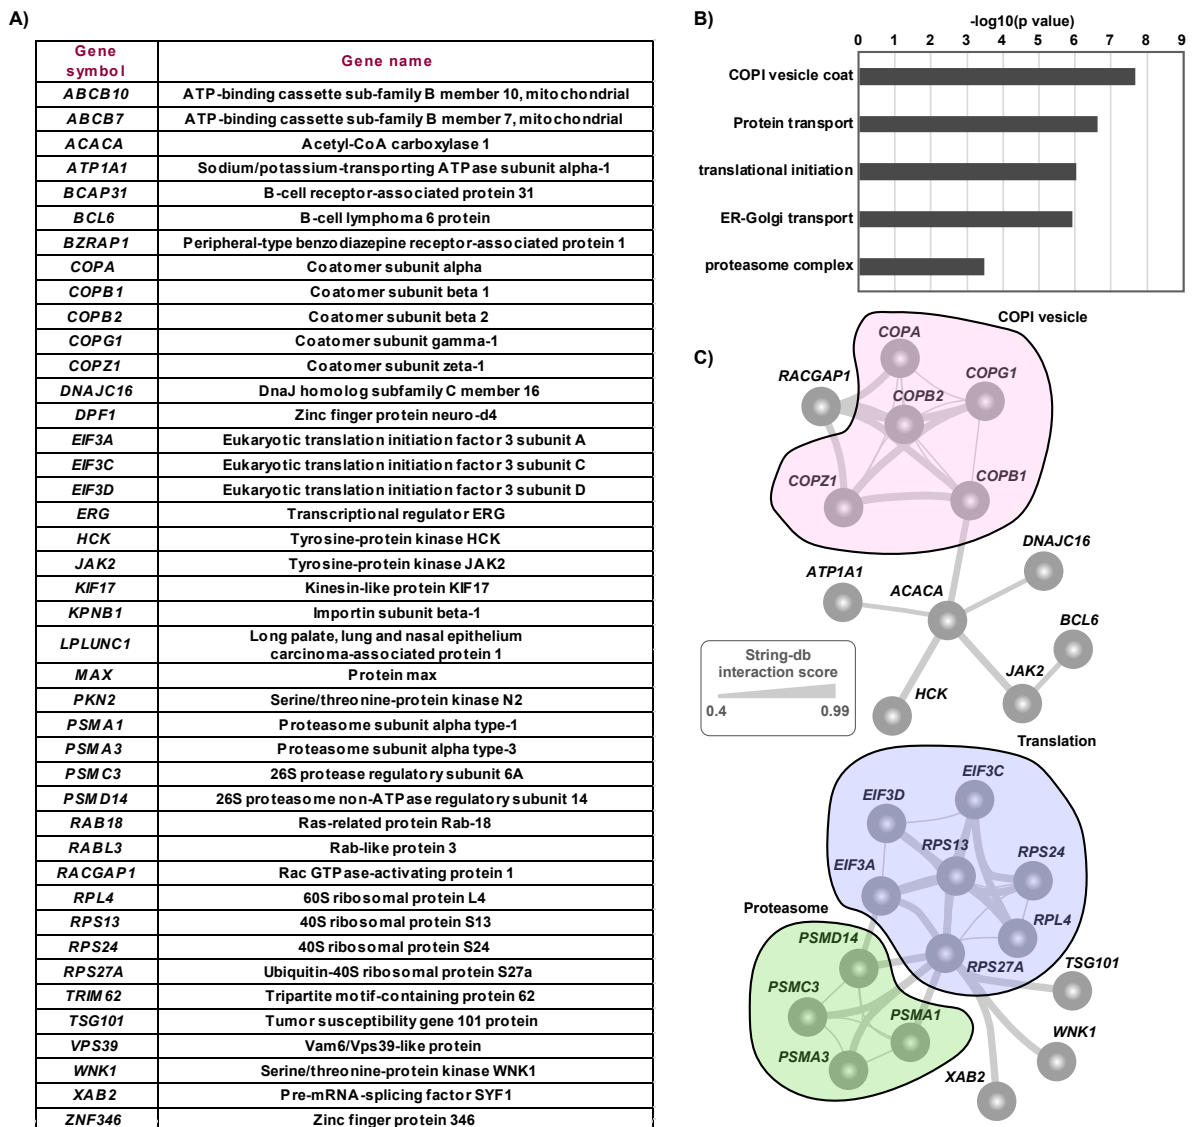 A)
Gene symbol	Gene name
ABCB10	ATP-binding cassette sub-family B member 10, mitochondrial
ABCB7	ATP-binding cassette sub-family B member 7, mitochondrial
ACACA	Acetyl-CoA carboxylase 1
ATP1A1	Sodium/potassium-transporting ATPase subunit alpha-1
BCAP31	B-cell receptor-associated protein 31
BCL6	B-cell lymphoma 6 protein
BZRAP1	Peripheral-type benzodiazepine receptor-associated protein 1
COPA	Coatomer subunit alpha
COPB1	Coatomer subunit beta 1
COPB2	Coatomer subunit beta 2
COPG1	Coatomer subunit gamma-1
COPZ1	Coatomer subunit zeta-1
DNAJC16	DnaJ homolog subfamily C member 16
DPF1	Zinc finger protein neuro-d4
EIF3A	Eukaryotic translation initiation factor 3 subunit A
EIF3C	Eukaryotic translation initiation factor 3 subunit C
EIF3D	Eukaryotic translation initiation factor 3 subunit D
ERG	Transcriptional regulator ERG
HCK	Tyrosine-protein kinase HCK
JAK2	Tyrosine-protein kinase JAK2
KIF17	Kinesin-like protein KIF17
KPNB1	Importin subunit beta-1
LPLUNC1	Long palate, lung and nasal epithelium
carcinoma-associated protein 1
MAX	Protein max
PKN2	Serine/threonine-protein kinase N2
PSMA1	Proteasome subunit alpha type-1
PSMA3	Proteasome subunit alpha type-3
PSMC3	26S protease regulatory subunit 6A
PSMD14	26S proteasome non-ATPase regulatory subunit 14
RAB18	Ras-related protein Rab-18
RABL3	Rab-like protein 3
RACGAP1	Rac GTPase-activating protein 1
RPL4	60S ribosomal protein L4
RPS13	40S ribosomal protein S13
RPS24	40S ribosomal protein S24
RPS27A	Ubiquitin-40S ribosomal protein S27a
TRIM62	Tripartite motif-containing protein 62
TSG101	Tumor susceptibility gene 101 protein
VPS39	Vam6/Vps39-like protein
WNK1	Serine/threonine-protein kinase WNK1
XAB2	Pre-mRNA-splicing factor SYF1
ZNF346	Zinc finger protein 346
B)
-log10(p value)
0 1 2 3 4 5 6 7 8 9
COPI vesicle coat
Protein transport
translational initiation
ER-Golgi transport
proteasome complex
C)
COPI vesicle
COPA
RACGAP1
COPG1
COPB2
COPZ1
COPB1
DNAJC16
ATP1A1
ACACA
BCL6
JAK2
HCK
String-db
interaction score
0.4 0.99
Translation
EIF3C
EIF3D
RPS13
RPS24
EIF3A
RPL4
RPS27A
Proteasome
PSMD14
PSMC3
PSMA1
PSMA3
TSG101
WNK1
XAB2